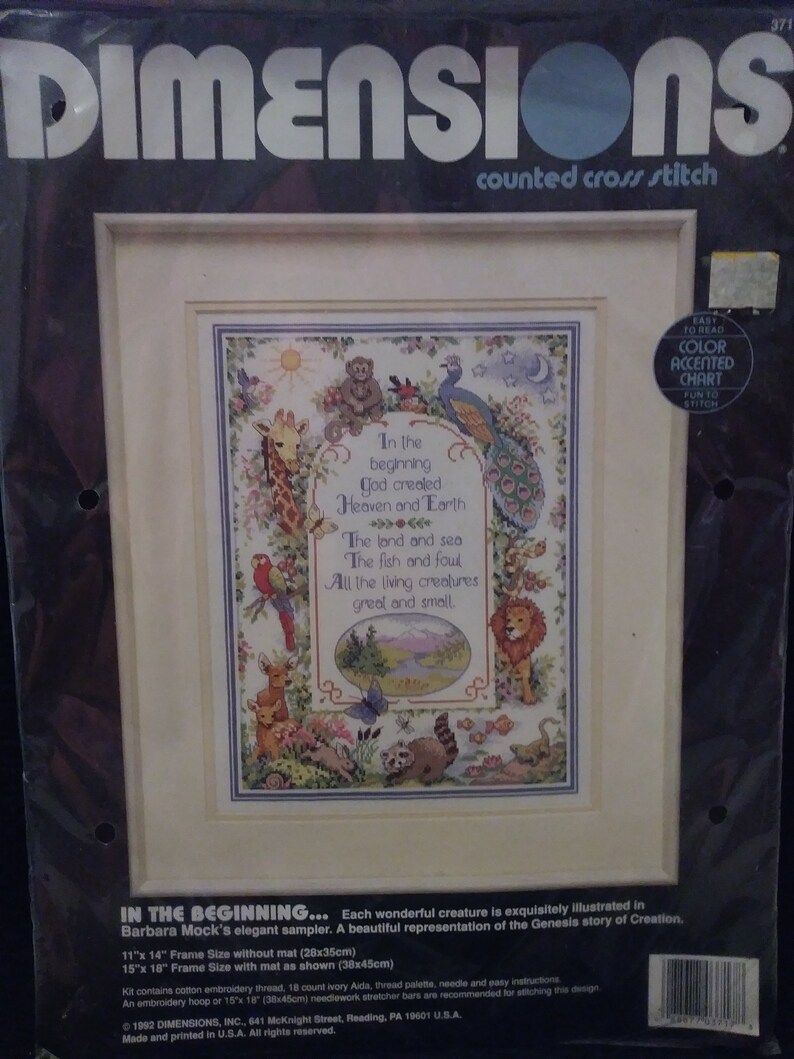 371
DIMENSIONS®
counted cross stitch
EASY
TO READ
COLOR
ACCENTED
CHART
FUN TO
STITCH
In the
beginning
God created
Heaven and Earth
The land and sea
The fish and fowl
All the living creatures
great and small.
IN THE BEGINNING... Each wonderful creature is exquisitely illustrated in
Barbara Mock's elegant sampler. A beautiful representation of the Genesis story of Creation.
11"x 14" Frame Size without mat (28x35cm)
15"x 18" Frame Size with mat as shown (38x45cm)
Kit contains cotton embroidery thread, 18 count ivory Aida, thread palette, needle and easy instructions.
An embroidery hoop or 15"x 18" (38x45cm) needlework stretcher bars are recommended for stitching this design.
© 1992 DIMENSIONS, INC., 641 McKnight Street, Reading, PA 19601 U.S.A.
Made and printed in U.S.A. All rights reserved.